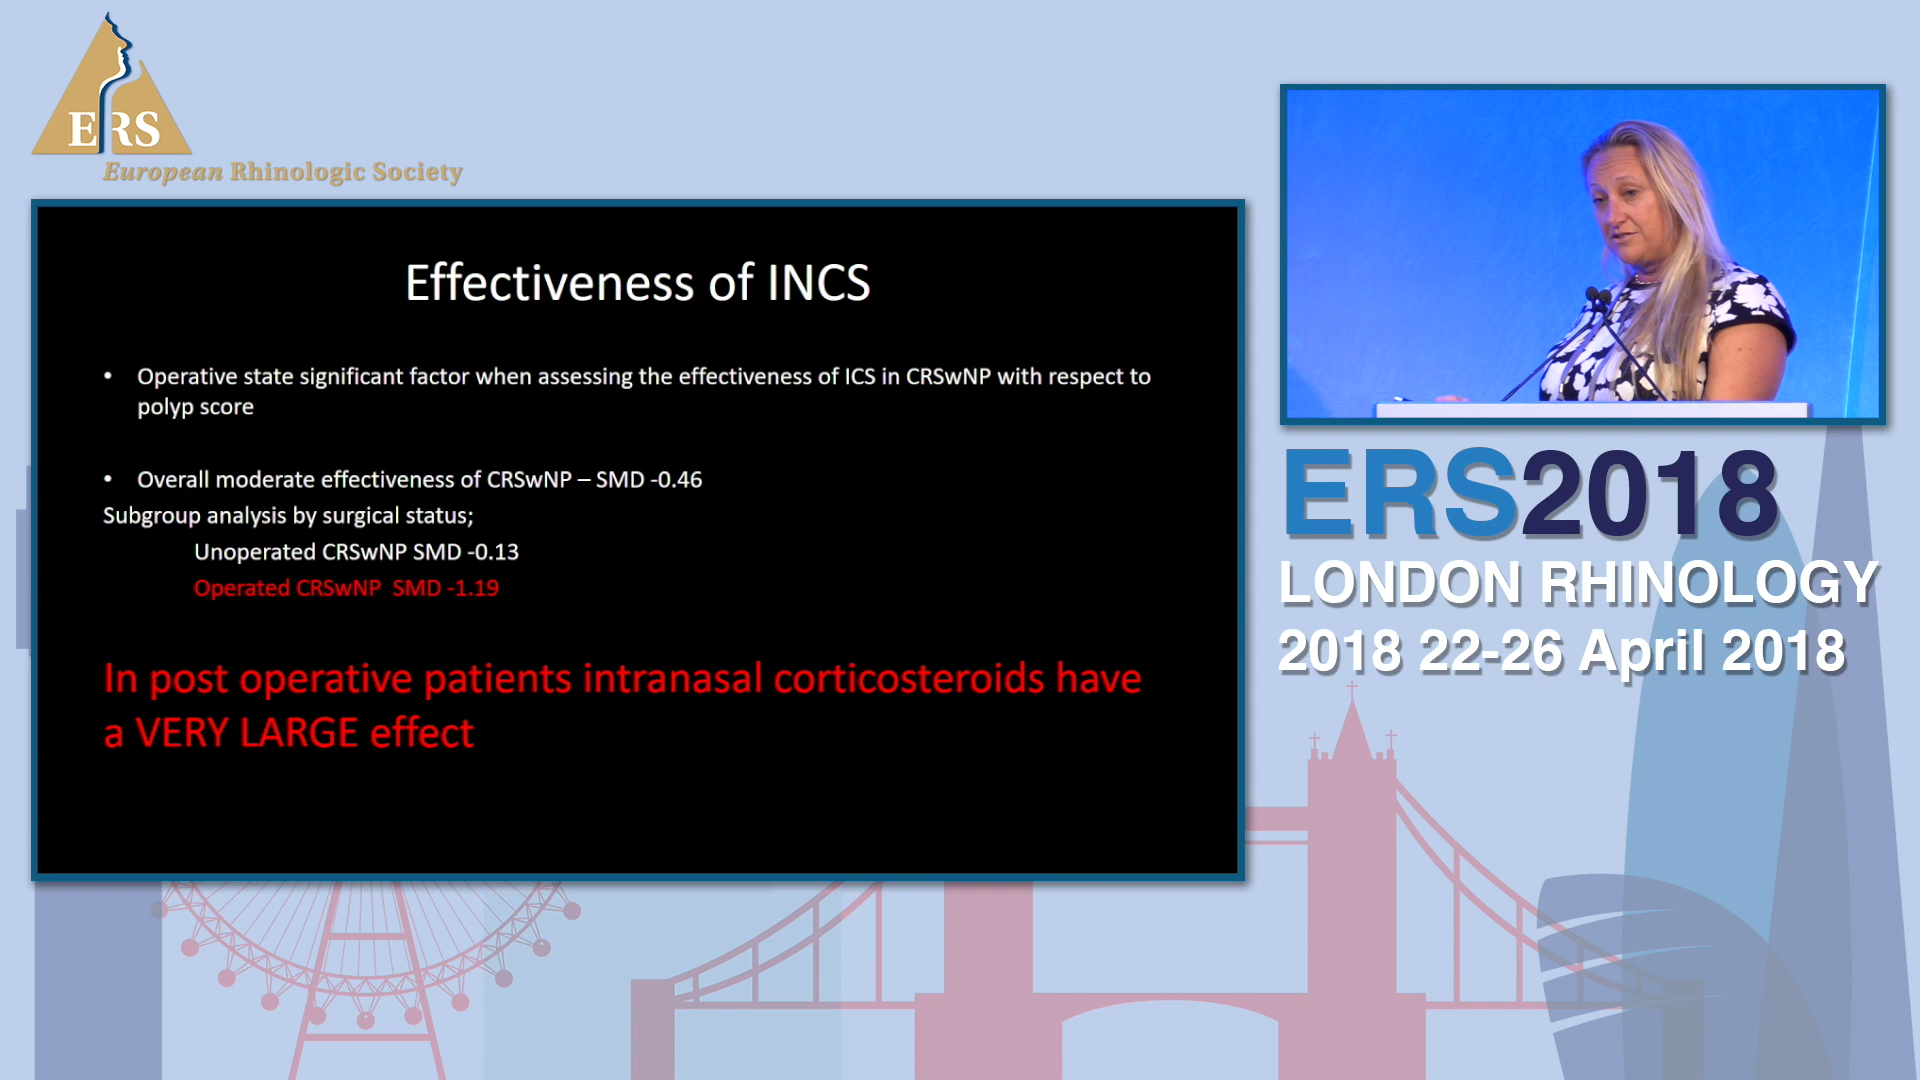 ERS
European Rhinologic Society
Effectiveness of INCS
• Operative state significant factor when assessing the effectiveness of ICS in CRSwNP with respect to
polyp score
• Overall moderate effectiveness of CRSwNP – SMD -0.46
Subgroup analysis by surgical status;
Unoperated CRSwNP SMD -0.13
Operated CRSwNP SMD -1.19
In post operative patients intranasal corticosteroids have
a VERY LARGE effect
ERS2018
LONDON RHINOLOGY
2018 22-26 April 2018